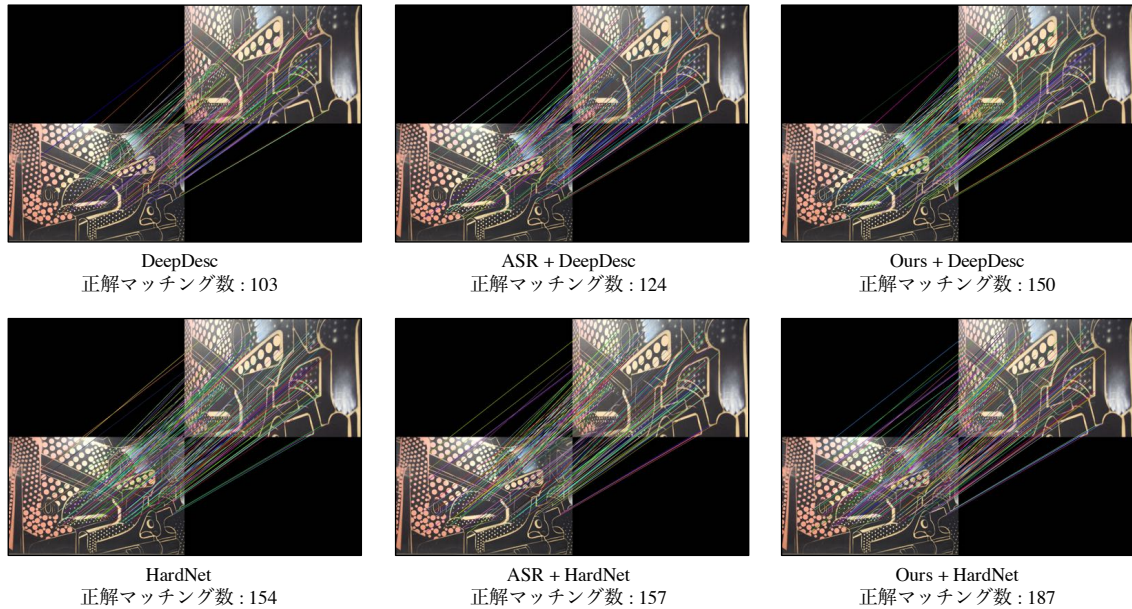 DeepDesc
正解マッチング数 : 103
ASR + DeepDesc
正解マッチング数 : 124
Ours + DeepDesc
正解マッチング数 : 150
HardNet
正解マッチング数 : 154
ASR + HardNet
正解マッチング数 : 157
Ours + HardNet
正解マッチング数 : 187